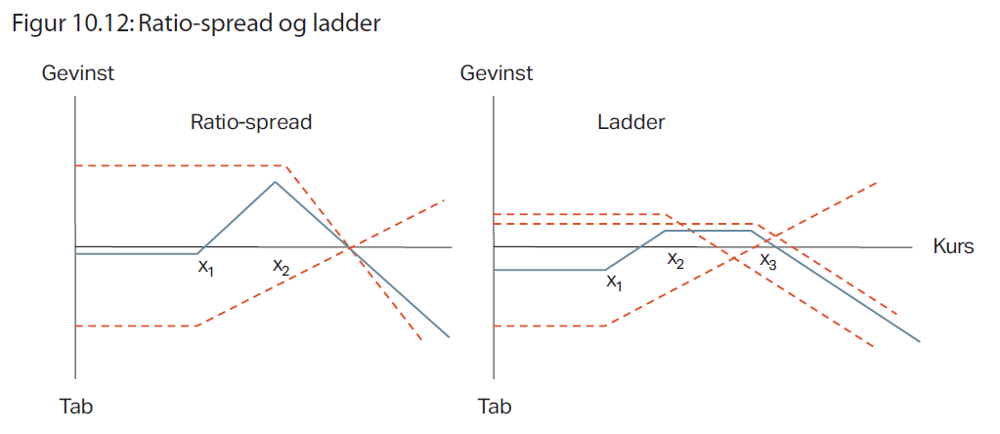 Figur 10.12: Ratio-spread og ladder
Gevinst
Ratio-spread
x1
x2
Tab
Gevinst
Ladder
Kurs
x1
x2
x3
Tab